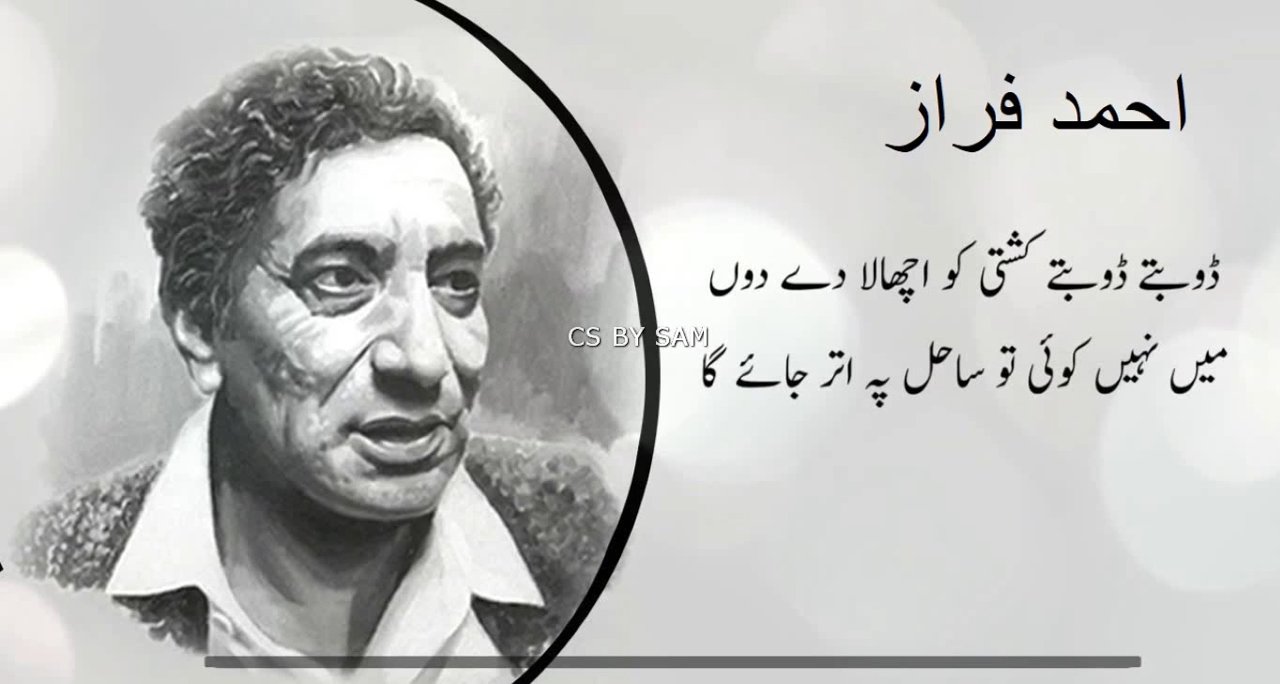 احمد فراز
ڈوبتے ڈوبتے کشتی کو اچھالا دے دوں
CS BY SAM
میں نہیں کوئی تو ساحل پہ اتر جائے گا